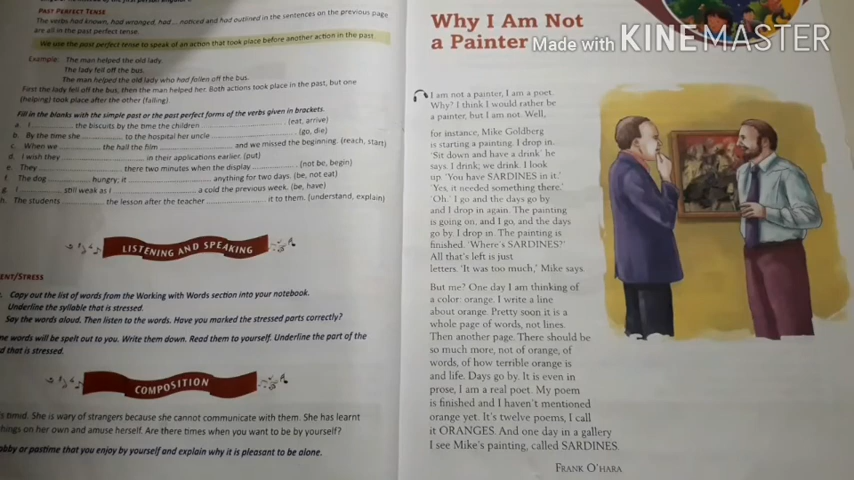 PAST PERFECT TENSE
The verbs had known, had wronged, had ... noticed and had outlined in the sentences on the previous page
are all in the past perfect tense.
We use the past perfect tense to speak of an action that took place before another action in the past.
Example: The man helped the old lady.
The lady fell off the bus.
The man helped the old lady who had fallen off the bus.
First the lady fell off the bus, then the man helped her. Both actions took place in the past, but one
(helping) took place after the other (falling)
Fill in the blanks with the simple past or the past perfect forms of the verbs given in brackets.
a. I ............ the biscuits by the time the children ............ (eat, arrive)
b. By the time she ............ to the hospital her uncle ............ (go, die)
c. When we ............ the hall the film ............ and we missed the beginning. (reach, start)
d. I wish they ............ in their applications earlier. (put)
e. They ............ there two minutes when the display ............ (not be, begin)
f. The dog ............ hungry; it ............ anything for two days. (be, not eat)
g. I ............ still weak as I ............ a cold the previous week. (be, have)
h. The students ............ the lesson after the teacher ............ it to them. (understand, explain)
LISTENING AND SPEAKING
ENT/STRESS
Copy out the list of words from the Working with Words section into your notebook.
Underline the syllable that is stressed.
Say the words aloud. Then listen to the words. Have you marked the stressed parts correctly?
me words will be spelt out to you. Write them down. Read them to yourself. Underline the part of the
d that is stressed.
COMPOSITION
s timid. She is wary of strangers because she cannot communicate with them. She has learnt
hings on her own and amuse herself. Are there times when you want to be by yourself?
obby or pastime that you enjoy by yourself and explain why it is pleasant to be alone.
Why I Am Not
a Painter
Made with KINEMASTER
I am not a painter, I am a poet.
Why? I think I would rather be
a painter, but I am not. Well,
for instance, Mike Goldberg
is starting a painting. I drop in.
'Sit down and have a drink' he
says. I drink; we drink. I look
up. 'You have SARDINES in it.'
'Yes, it needed something there.'
'Oh.' I go and the days go by
and I drop in again. The painting
is going on, and I go, and the days
go by. I drop in. The painting is
finished. 'Where's SARDINES?'
All that's left is just
letters. 'It was too much,' Mike says.
But me? One day I am thinking of
a color: orange. I write a line
about orange. Pretty soon it is a
whole page of words, not lines.
Then another page. There should be
so much more, not of orange, of
words, of how terrible orange is
and life. Days go by. It is even in
prose, I am a real poet. My poem
is finished and I haven't mentioned
orange yet. It's twelve poems, I call
it ORANGES. And one day in a gallery
I see Mike's painting, called SARDINES.
FRANK O'HARA